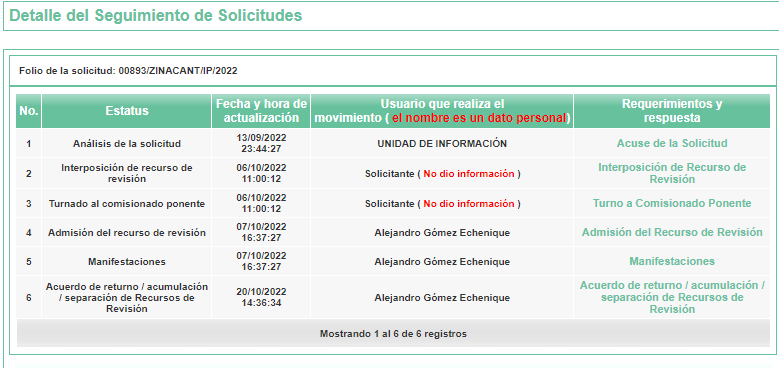 Detalle del Seguimiento de Solicitudes
Folio de la solicitud: 00893/ZINACANT/IP/2022
No. Estatus Fecha y hora de actualización Usuario que realiza el movimiento ( el nombre es un dato personal) Requerimientos y respuesta
1 Análisis de la solicitud 13/09/2022 23:44:27 UNIDAD DE INFORMACIÓN Acuse de la Solicitud
2 Interposición de recurso de revisión 06/10/2022 11:00:12 Solicitante ( No dio información ) Interposición de Recurso de Revisión
3 Turnado al comisionado ponente 06/10/2022 11:00:12 Solicitante ( No dio información ) Turno a Comisionado Ponente
4 Admisión del recurso de revisión 07/10/2022 16:37:27 Alejandro Gómez Echenique Admisión del Recurso de Revisión
5 Manifestaciones 07/10/2022 16:37:27 Alejandro Gómez Echenique Manifestaciones
6 Acuerdo de returno / acumulación / separación de Recursos de Revisión 20/10/2022 14:36:34 Alejandro Gómez Echenique Acuerdo de returno / acumulación / separación de Recursos de Revisión
Mostrando 1 al 6 de 6 registros